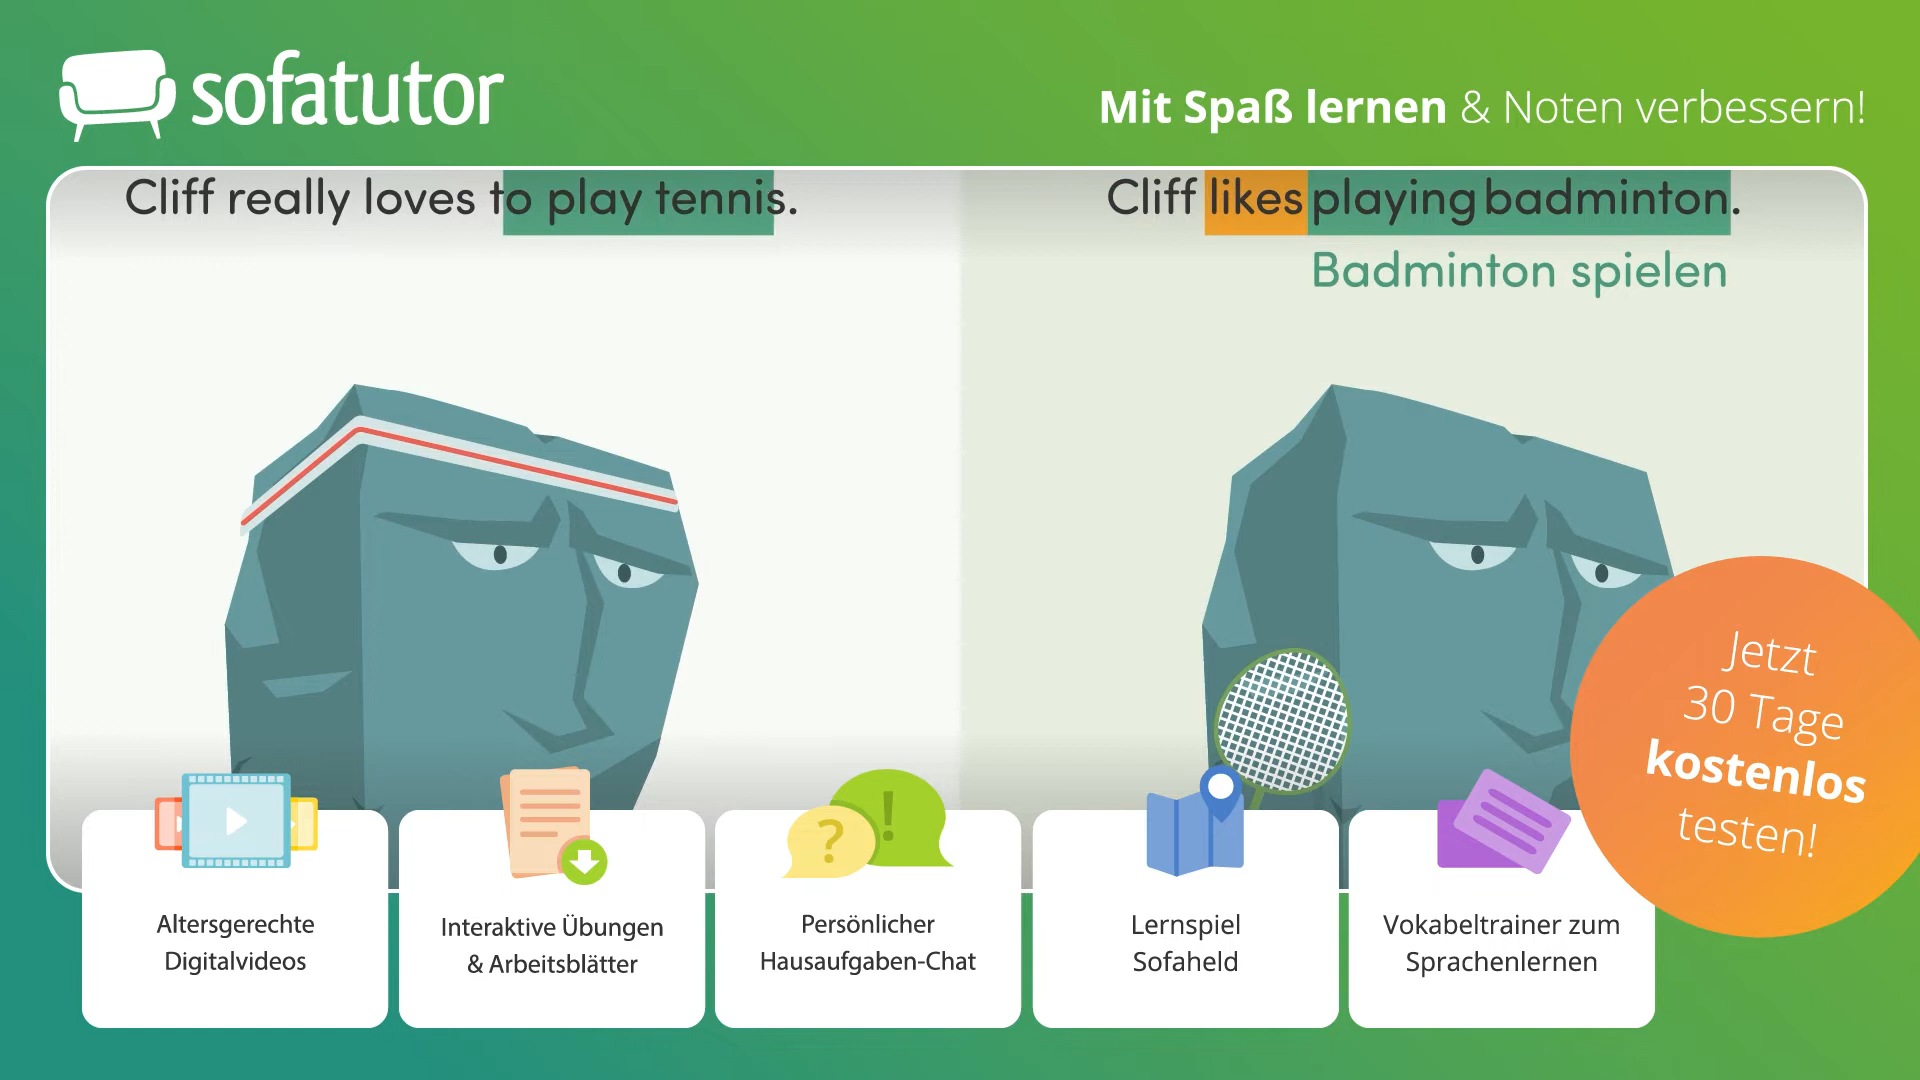 sofatutor
Mit Spaß lernen & Noten verbessern!
Cliff really loves to play tennis.
Cliff likes playing badminton.
Badminton spielen
Jetzt
30 Tage
kostenlos
testen!
?
!
Altersgerechte
Digitalvideos
Interaktive Übungen
& Arbeitsblätter
Persönlicher
Hausaufgaben-Chat
Lernspiel
Sofaheld
Vokabeltrainer zum
Sprachenlernen